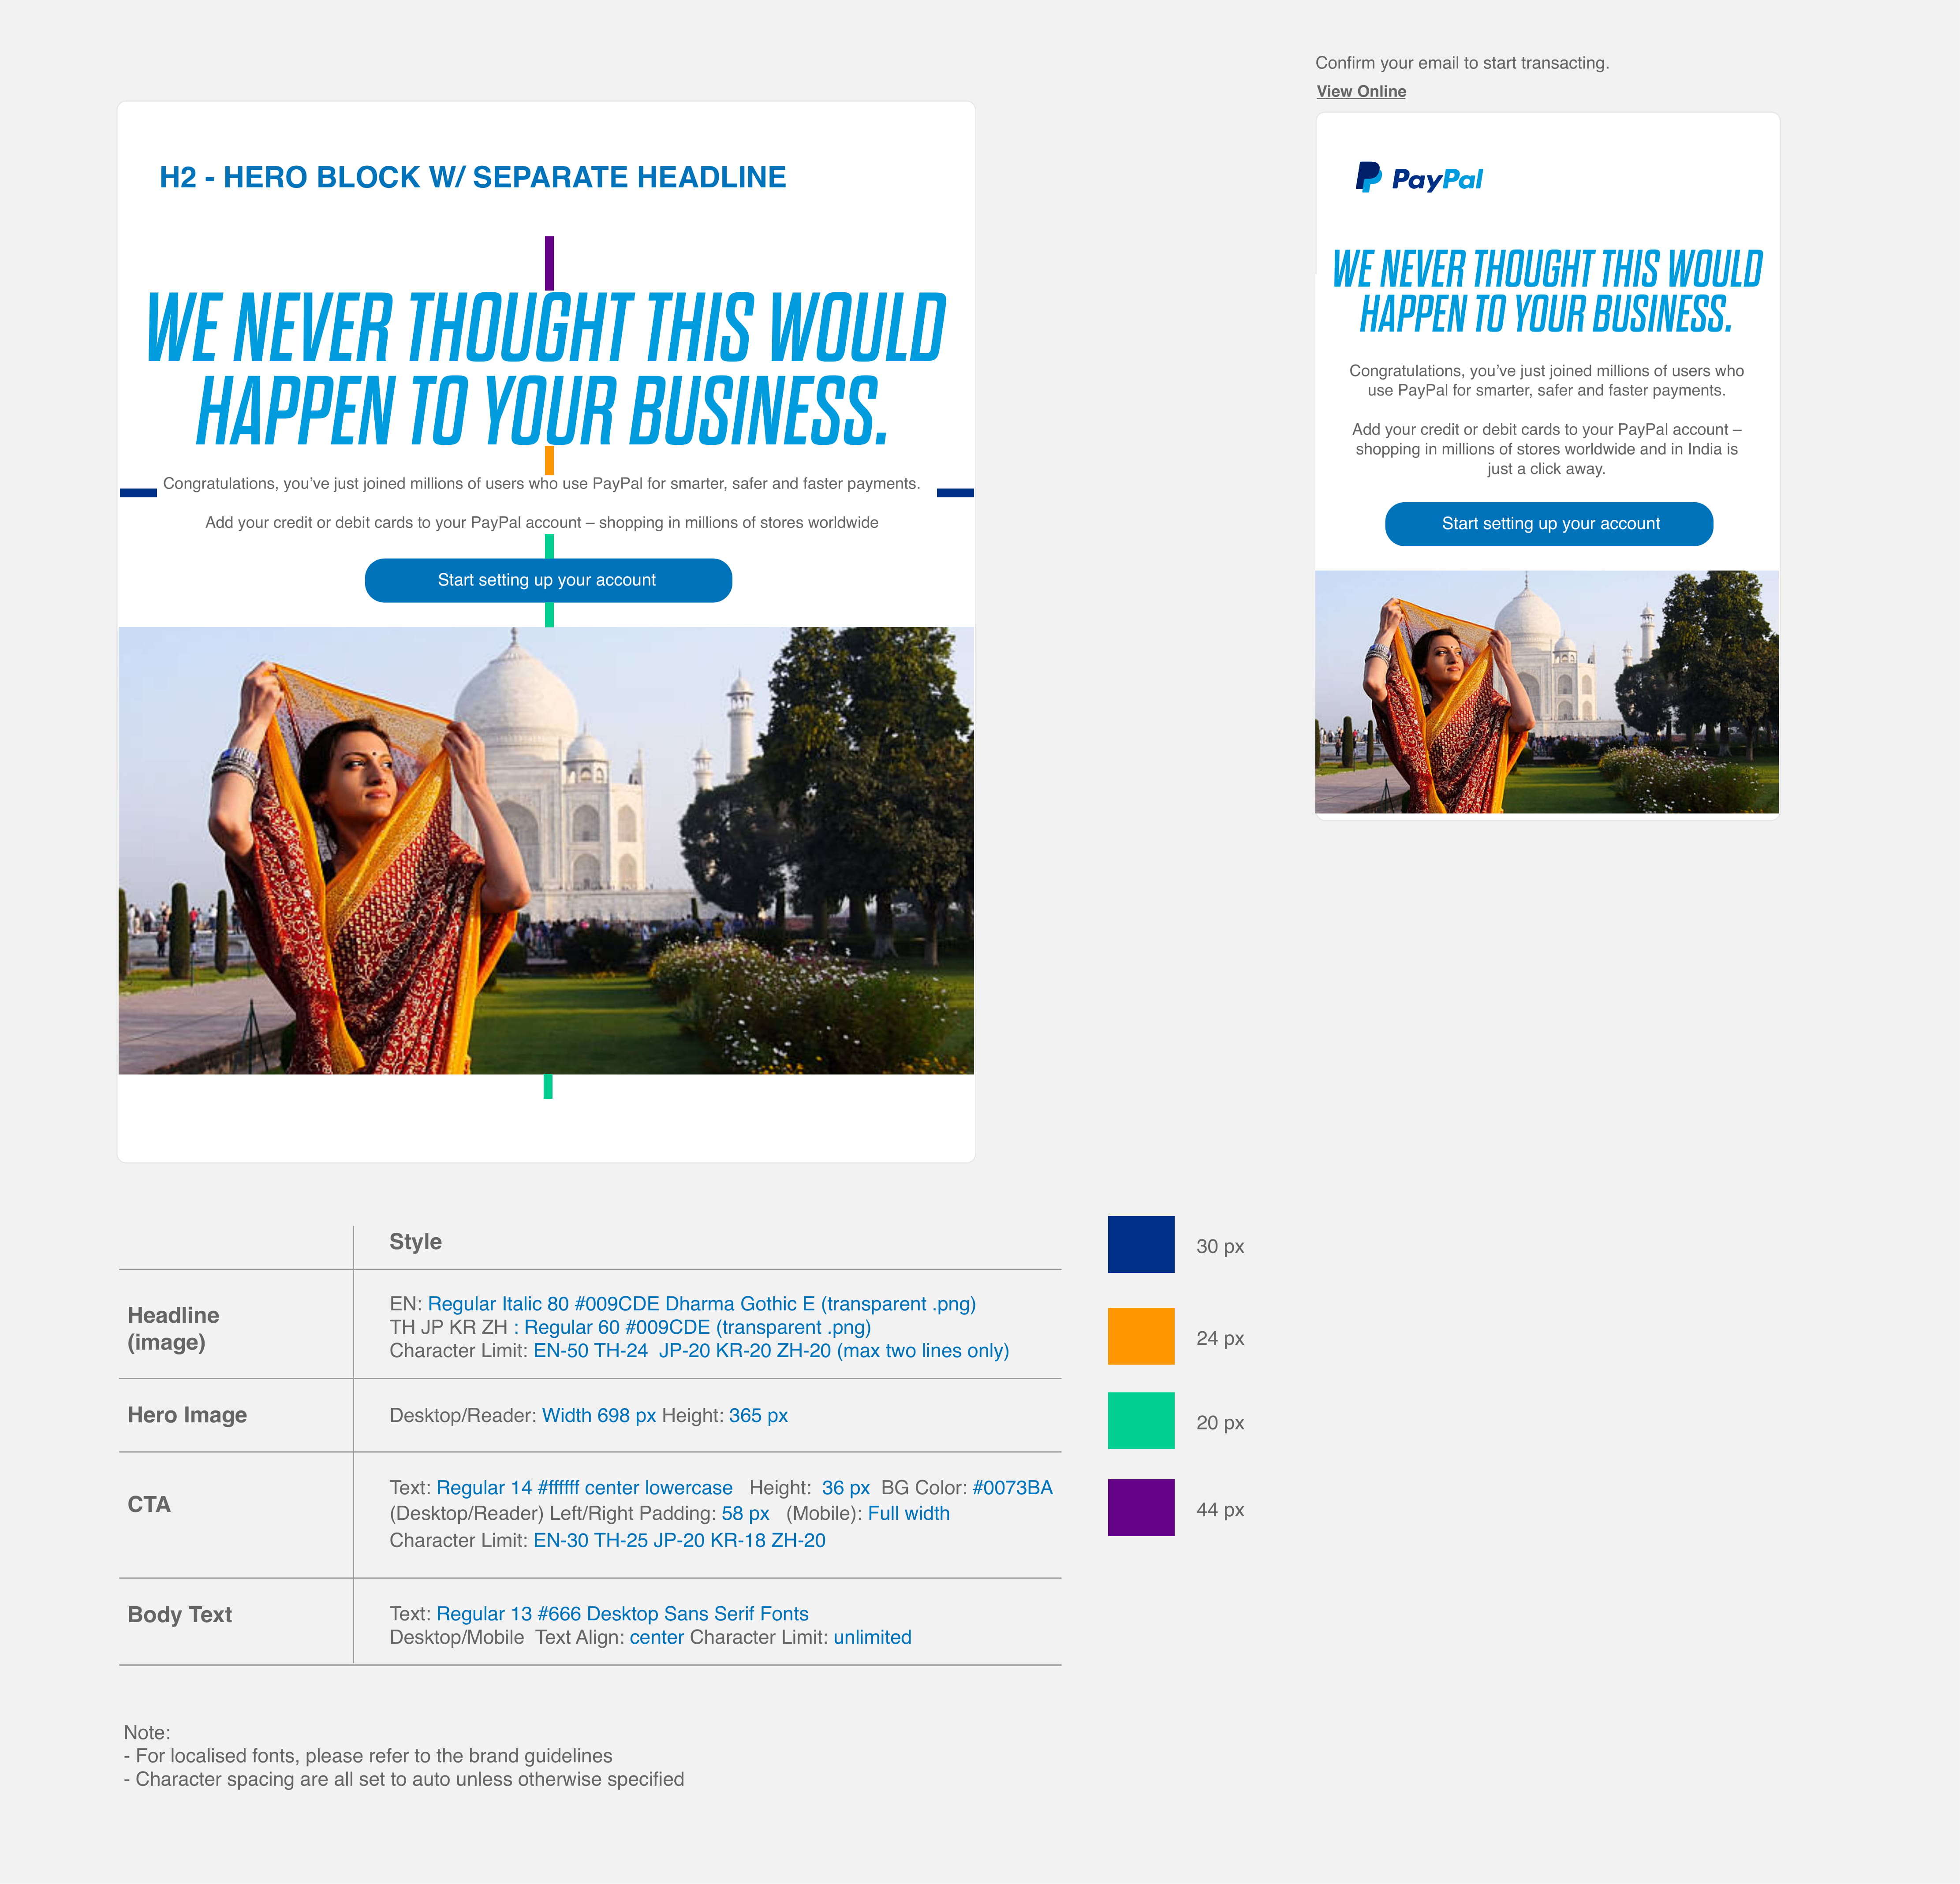 Confirm your email to start transacting.
View Online
H2 - HERO BLOCK W/ SEPARATE HEADLINE
WE NEVER THOUGHT THIS WOULD
HAPPEN TO YOUR BUSINESS.
Congratulations, you’ve just joined millions of users who use PayPal for smarter, safer and faster payments.
Add your credit or debit cards to your PayPal account – shopping in millions of stores worldwide
Start setting up your account
PayPal
WE NEVER THOUGHT THIS WOULD
HAPPEN TO YOUR BUSINESS.
Congratulations, you’ve just joined millions of users who
use PayPal for smarter, safer and faster payments.
Add your credit or debit cards to your PayPal account –
shopping in millions of stores worldwide and in India is
just a click away.
Start setting up your account
Style
Headline
(image)
EN: Regular Italic 80 #009CDE Dharma Gothic E (transparent .png)
TH JP KR ZH : Regular 60 #009CDE (transparent .png)
Character Limit: EN-50 TH-24  JP-20 KR-20 ZH-20 (max two lines only)
Hero Image
Desktop/Reader: Width 698 px Height: 365 px
CTA
Text: Regular 14 #ffffff center lowercase   Height:  36 px  BG Color: #0073BA
(Desktop/Reader) Left/Right Padding: 58 px   (Mobile): Full width
Character Limit: EN-30 TH-25 JP-20 KR-18 ZH-20
Body Text
Text: Regular 13 #666 Desktop Sans Serif Fonts
Desktop/Mobile  Text Align: center Character Limit: unlimited
30 px
24 px
20 px
44 px
Note:
- For localised fonts, please refer to the brand guidelines
- Character spacing are all set to auto unless otherwise specified